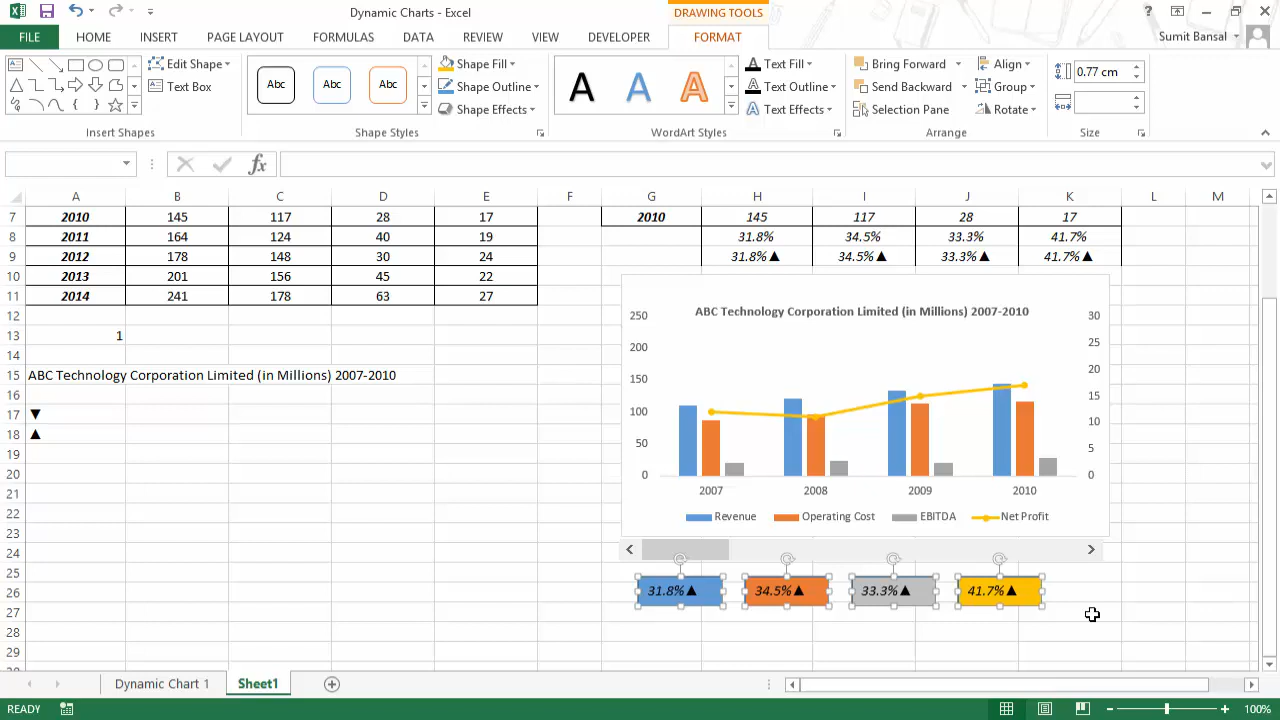 Dynamic Charts - Excel
DRAWING TOOLS
?
FILE HOME INSERT PAGE LAYOUT FORMULAS DATA REVIEW VIEW DEVELOPER FORMAT
Sumit Bansal
Edit Shape
Text Box
Insert Shapes
Abc Abc Abc
Shape Fill
Shape Outline
Shape Effects
Shape Styles
A A A
Text Fill
Text Outline
Text Effects
WordArt Styles
Bring Forward
Send Backward
Selection Pane
Align
Group
Rotate
Arrange
0.77 cm
Size
fx
A B C D E F G H I J K L M
7 2010 145 117 28 17 2010 145 117 28 17
8 2011 164 124 40 19 31.8% 34.5% 33.3% 41.7%
9 2012 178 148 30 24 31.8%▲ 34.5%▲ 33.3%▲ 41.7%▲
10 2013 201 156 45 22
11 2014 241 178 63 27
12
13 1
14
15 ABC Technology Corporation Limited (in Millions) 2007-2010
16
17 ▼
18 ▲
19
20
21
22
23
24
25
26
27
28
29
ABC Technology Corporation Limited (in Millions) 2007-2010
250 30
200 25
150 20
100 15
50 10
0 5
0
2007 2008 2009 2010
Revenue Operating Cost EBITDA Net Profit
31.8%▲ 34.5%▲ 33.3%▲ 41.7%▲
Dynamic Chart 1 Sheet1
READY
100%